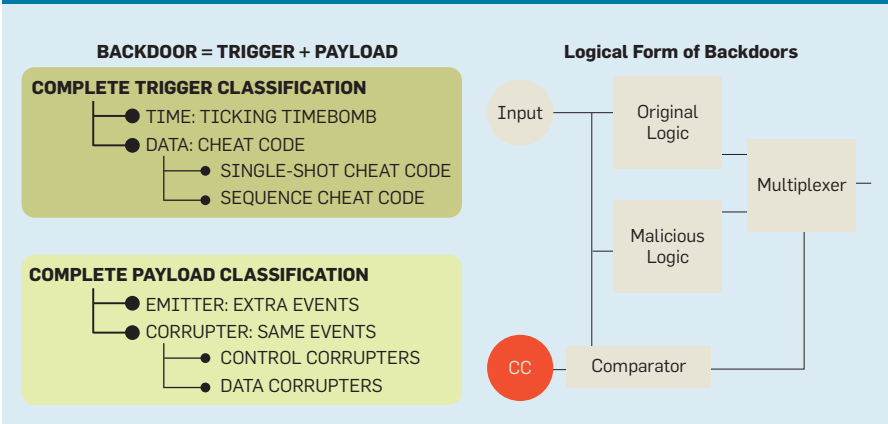 BACKDOOR = TRIGGER + PAYLOAD
COMPLETE TRIGGER CLASSIFICATION
TIME: TICKING TIMEBOMB
DATA: CHEAT CODE
SINGLE-SHOT CHEAT CODE
SEQUENCE CHEAT CODE
COMPLETE PAYLOAD CLASSIFICATION
EMITTER: EXTRA EVENTS
CORRUPTER: SAME EVENTS
CONTROL CORRUPTERS
DATA CORRUPTERS
Logical Form of Backdoors
Input
Original
Logic
Multiplexer
Malicious
Logic
CC
Comparator